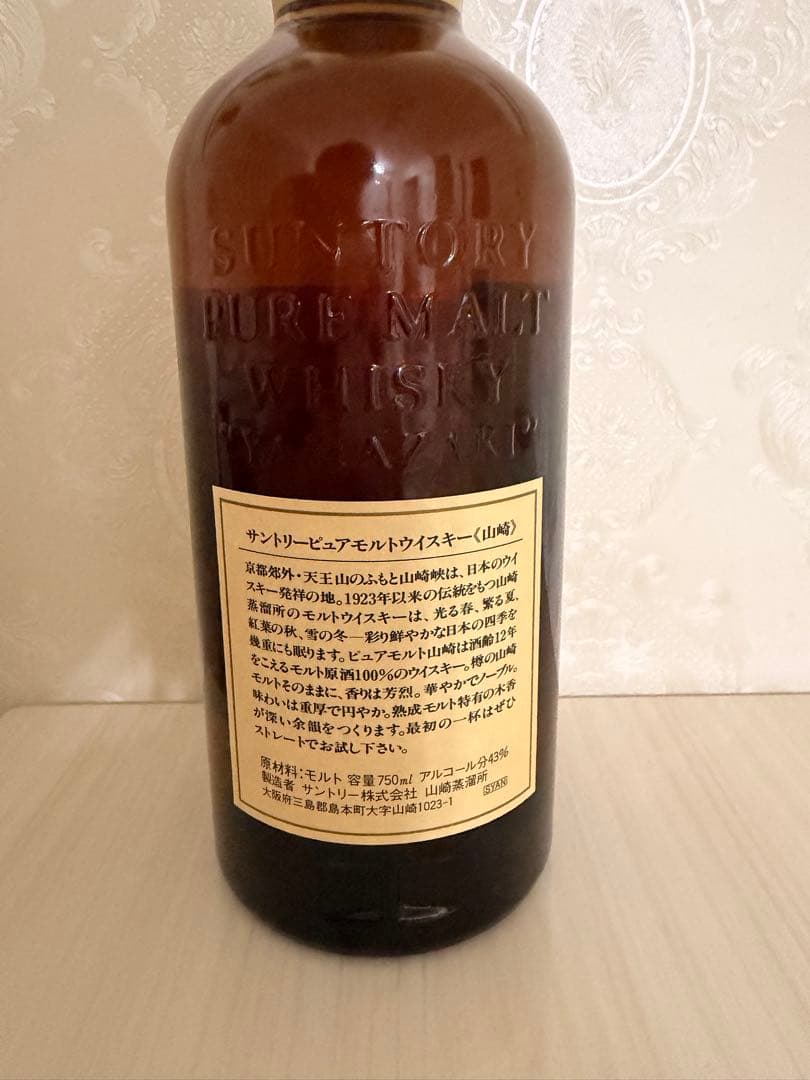 SUNTORY
PURE MALT
WHISKY
"YAMAZAKI"
サントリーピュアモルトウイスキー《山崎》
京都郊外・天王山のふもと山崎峡は、日本のウイ
スキー発祥の地。1923年以来の伝統をもつ山崎
蒸溜所のモルトウイスキーは、光る春、繁る夏、
紅葉の秋、雪の冬―彩り鮮やかな日本の四季を
幾重にも眠ります。ピュアモルト山崎は酒齢12年
をこえるモルト原酒100%のウイスキー。樽の山崎
モルトそのままに、香りは芳烈。華やかでノーブル。
味わいは重厚で円やか。熟成モルト特有の木香
が深い余韻をつくります。最初の一杯はぜひ
ストレートでお試し下さい。
原材料:モルト 容量750ml アルコール分43%
製造者 サントリー株式会社 山崎蒸溜所
大阪府三島郡島本町大字山崎1023-1 SYAN